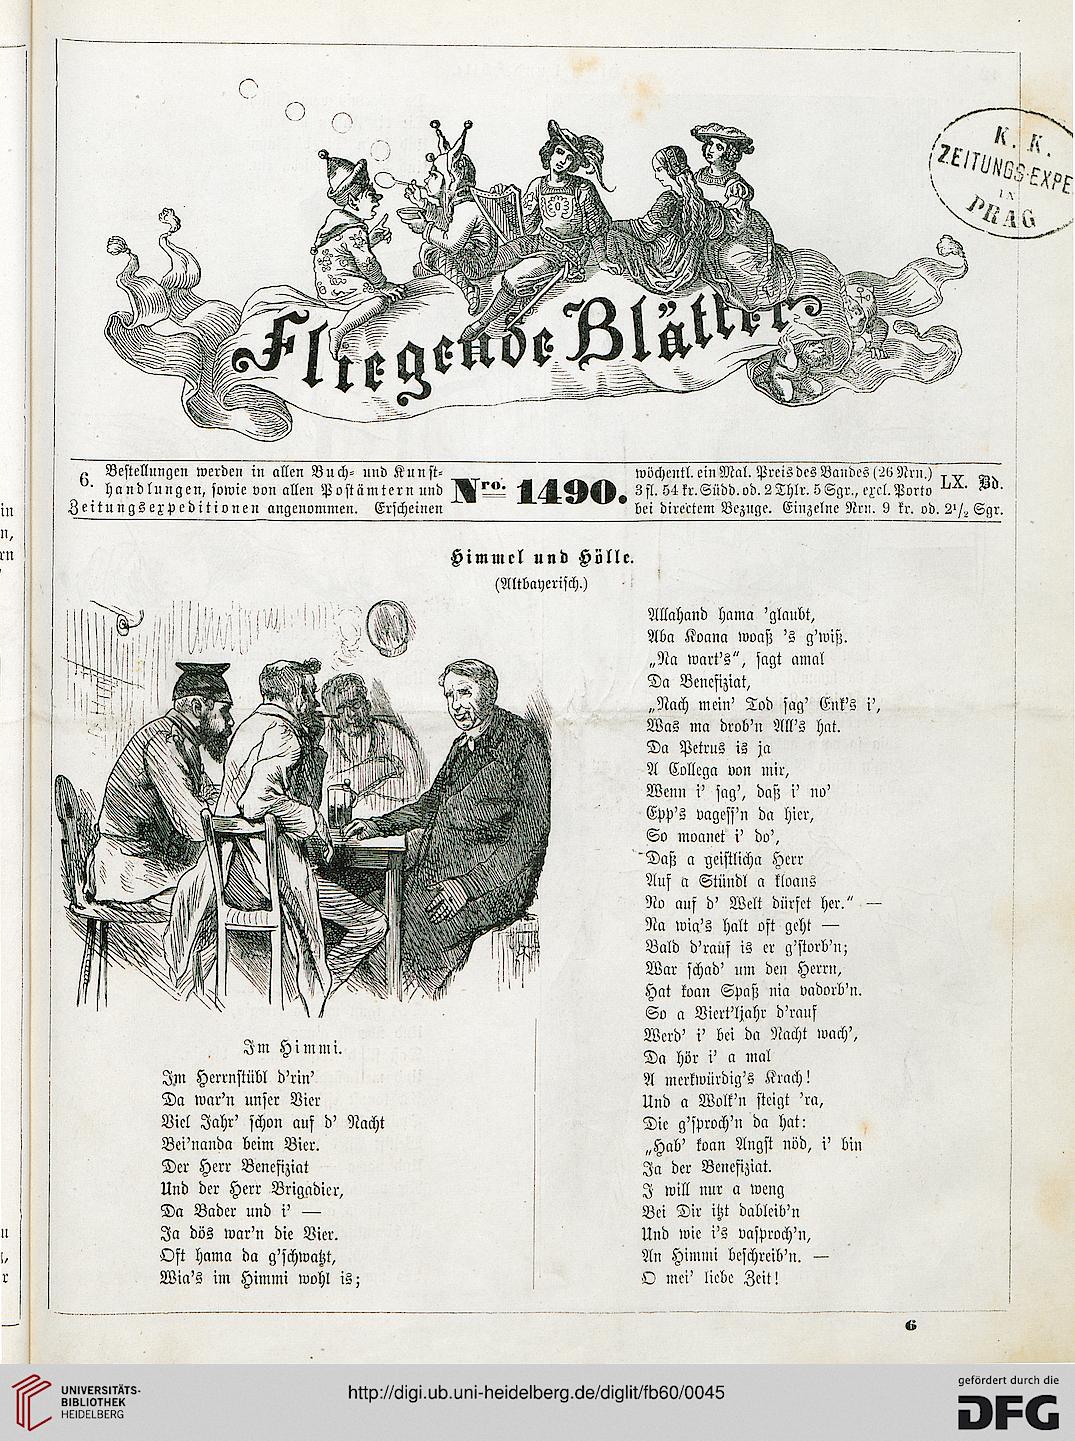 K. K.
ZEITUNGS-EXPE
IN
PRAG
Fliegende Blätter
6. Bestellungen werden in allen Buch- und Kunst-
handlungen, sowie von allen Postämtern und
Zeitungsexpeditionen angenommen. Erscheinen
Nro. 1490.
wöchentl. ein Mal. Preis des Bandes (26 Nrn.)
3 fl. 54 kr. Südd. od. 2 Thlr. 5 Sgr., excl. Porto
bei directem Bezuge. Einzelne Nrn. 9 kr. od. 2½ Sgr.
LX. Bd.
Himmel und Hölle.
(Altbayerisch.)
Im Himmi.
Im Herrnstübl d'rin'
Da war'n unser Vier
Viel Jahr' schon auf d' Nacht
Bei'nanda beim Bier.
Der Herr Benefiziat
Und der Herr Brigadier,
Da Bader und i' —
Ja dös war'n die Vier.
Oft hama da g'schwatzt,
Wia's im Himmi wohl is;
Allahand hama 'glaubt,
Aba Koana woaß 's g'wiß.
„Na wart's", sagt amal
Da Benefiziat,
„Nach mein' Tod sag' Enk's i',
Was ma drob'n All's hat.
Da Petrus is ja
A Collega von mir,
Wenn i' sag', daß i' no'
Epp's vagess'n da hier,
So moanet i' do',
Daß a geistlicha Herr
Auf a Stündl a kloans
No auf d' Welt dürfet her." —
Na wia's halt oft geht —
Bald d'rauf is er g'storb'n;
War schad' um den Herrn,
Hat koan Spaß nia vadorb'n.
So a Viert'ljahr d'rauf
Werd' i' bei da Nacht wach',
Da hör i' a mal
A merkwürdig's Krach!
Und a Wolk'n steigt 'ra,
Die g'sproch'n da hat:
„Hab' koan Angst nöd, i' bin
Ja der Benefiziat.
I will nur a weng
Bei Dir itzt dableib'n
Und wie i's vasproch'n,
An Himmi beschreib'n. —
O mei' liebe Zeit!
6
UNIVERSITÄTS-
BIBLIOTHEK
HEIDELBERG
http://digi.ub.uni-heidelberg.de/diglit/fb60/0045
gefördert durch die
DFG